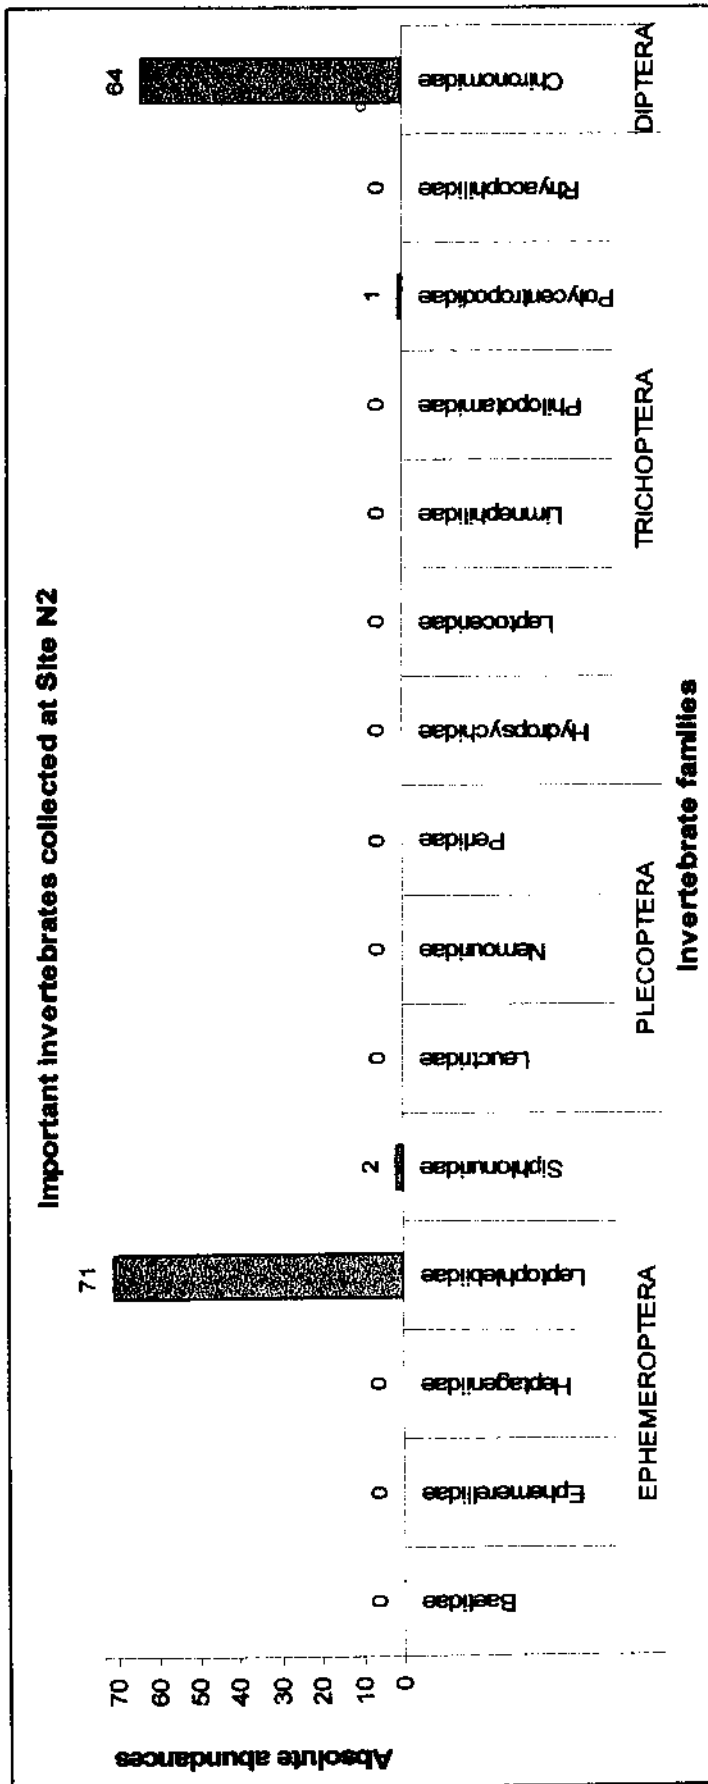 Important invertebrates collected at Site N2
Absolute abundances
70
60
50
40
30
20
10
0
0
0
0
71
2
0
0
0
0
0
0
0
1
0
64
Baetidae
Ephemerellidae
Heptageniidae
Leptophlebiidae
Siphlonuridae
Leuctridae
Nemouridae
Perlidae
Hydropsychidae
Leptoceridae
Limnephilidae
Philopotamidae
Polycentropodidae
Rhyacophilidae
Chironomidae
EPHEMEROPTERA
PLECOPTERA
TRICHOPTERA
DIPTERA
Invertebrate families